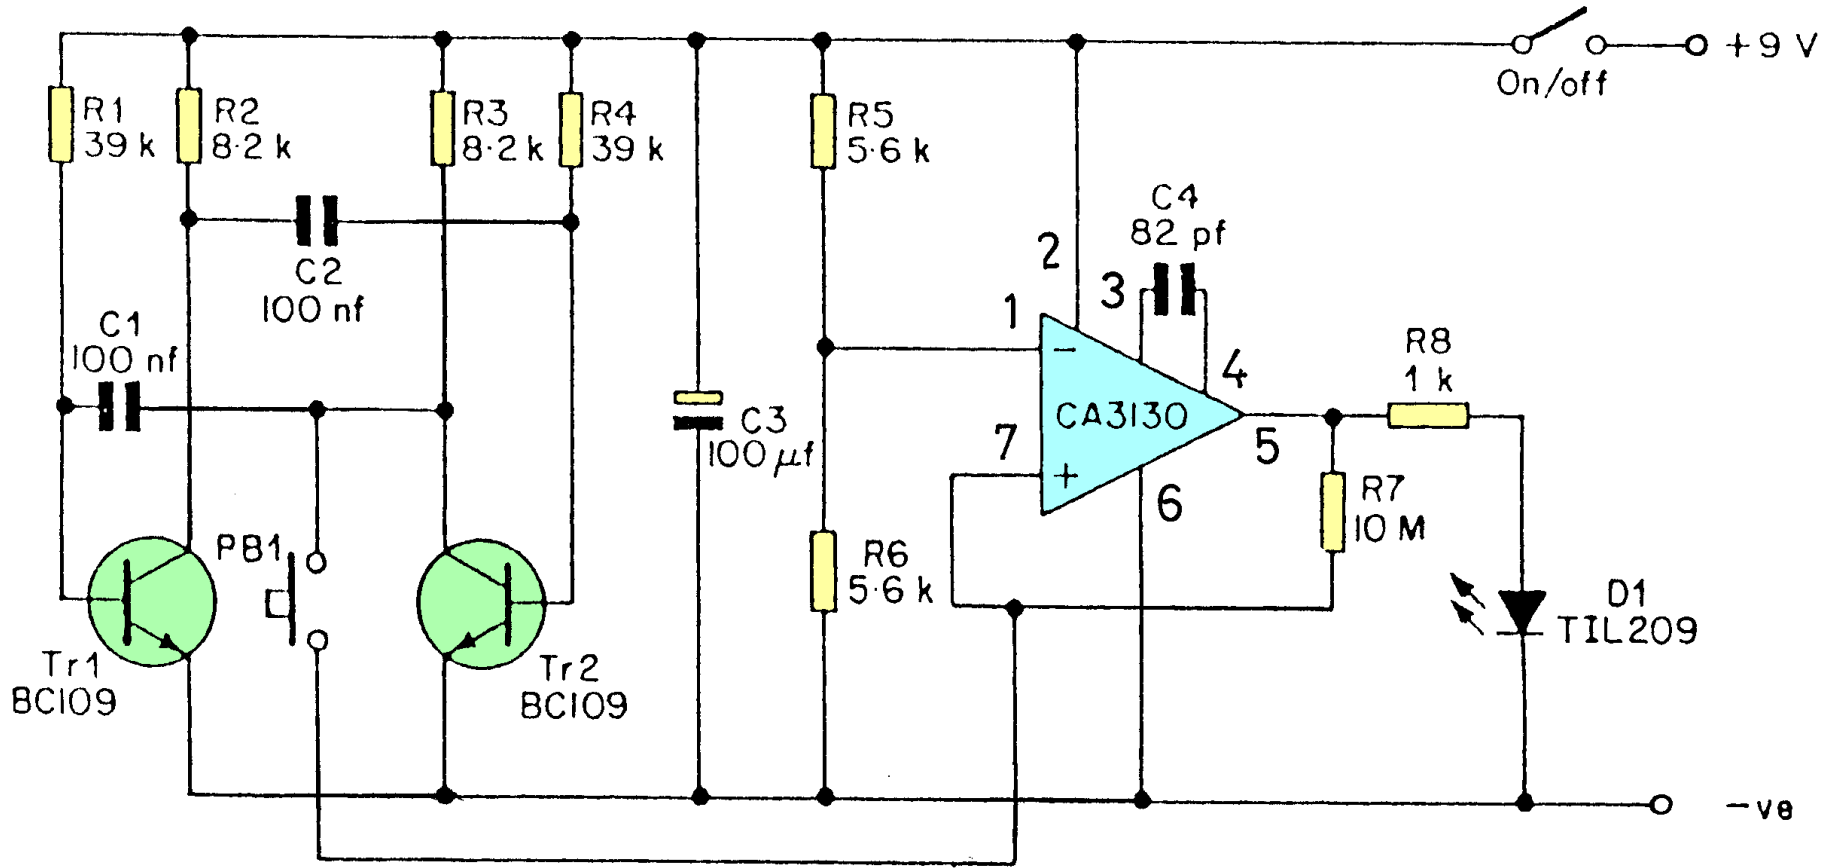 +9 V
On/off
R1
39 k
R2
8·2 k
R3
8·2 k
R4
39 k
R5
5·6 k
C4
82 pf
2
3
1
C2
100 nf
C1
100 nf
4
R8
1 k
C3
100 µf
–
CA3130
7
+
5
6
R7
10 M
PB1
R6
5·6 k
D1
TIL209
Tr1
BC109
Tr2
BC109
–ve